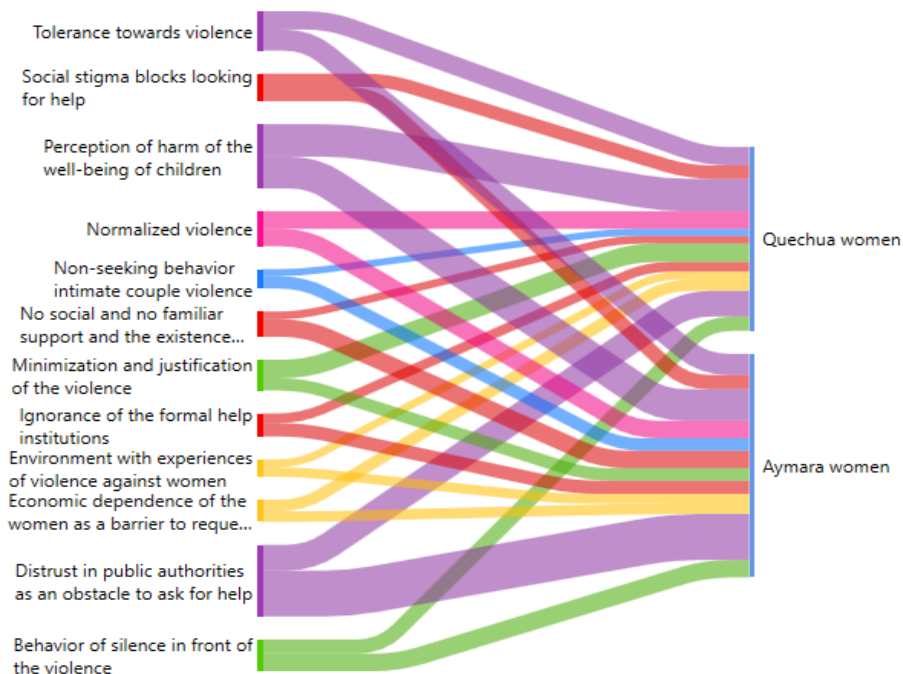 Tolerance towards violence
Social stigma blocks looking
for help
Perception of harm of the
well-being of children
Normalized violence
Non-seeking behavior
intimate couple violence
No social and no familiar
support and the existence...
Minimization and justification
of the violence
Ignorance of the formal help
institutions
Environment with experiences
of violence against women
Economic dependence of the
women as a barrier to reque...
Distrust in public authorities
as an obstacle to ask for help
Behavior of silence in front of
the violence
Quechua women
Aymara women